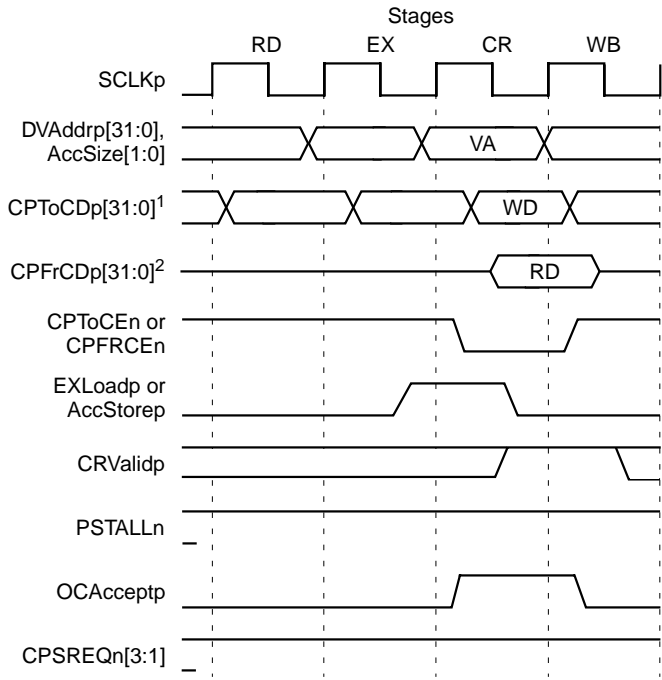 Stages
RD EX CR WB
SCLKp
DVAddrp[31:0],
AccSize[1:0]
VA
CPToCDp[31:0]1
WD
CPFrCDp[31:0]2
RD
CPToCEn or
CPFRCEn
EXLoadp or
AccStorep
CRValidp
PSTALLn
OCAcceptp
CPSREQn[3:1]